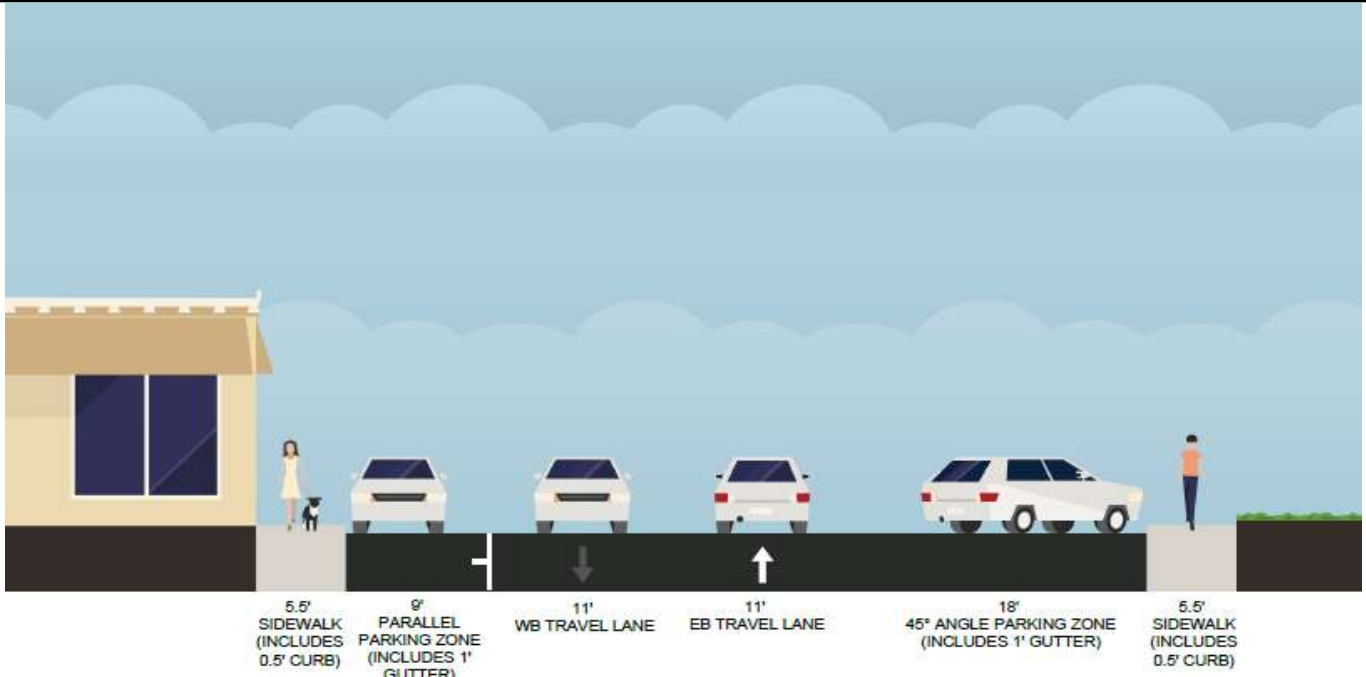 5.5'
SIDEWALK
(INCLUDES
0.5' CURB)
9'
PARALLEL
PARKING ZONE
(INCLUDES 1'
GUTTER)
11'
WB TRAVEL LANE
11'
EB TRAVEL LANE
18'
45° ANGLE PARKING ZONE
(INCLUDES 1' GUTTER)
5.5'
SIDEWALK
(INCLUDES
0.5' CURB)